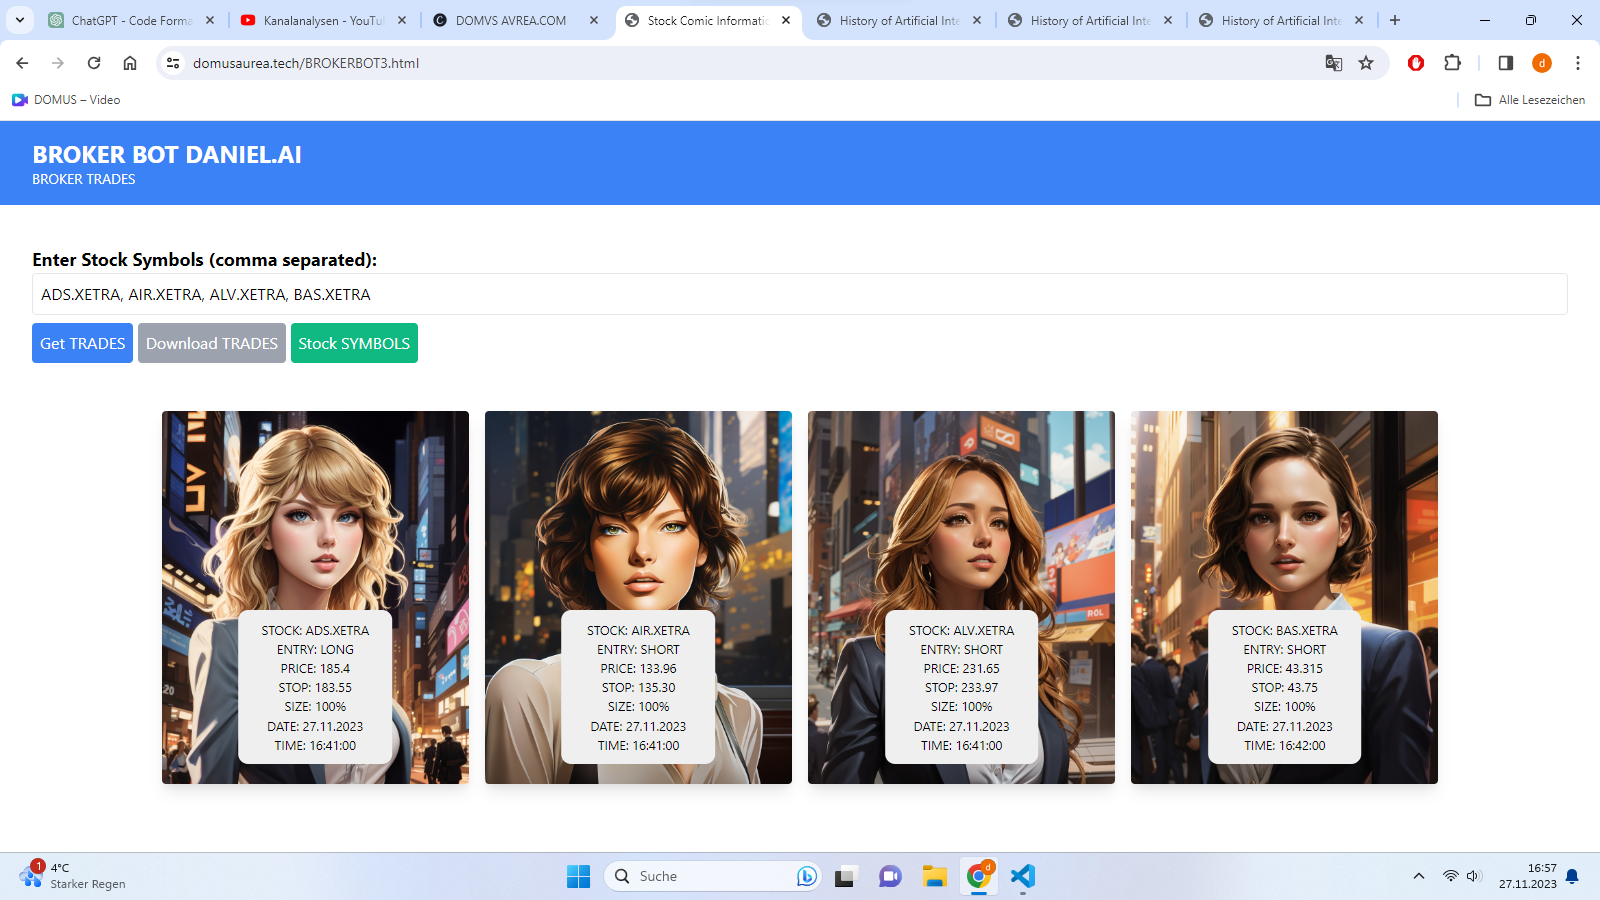 ChatGPT - Code Forma
Kanalanalysen - YouTu
DOMVS AVREA.COM
Stock Comic Informatio
History of Artificial Inte
History of Artificial Inte
History of Artificial Inte
domusaurea.tech/BROKERBOT3.html
d
DOMUS – Video
Alle Lesezeichen
BROKER BOT DANIEL.AI
BROKER TRADES
Enter Stock Symbols (comma separated):
ADS.XETRA, AIR.XETRA, ALV.XETRA, BAS.XETRA
Get TRADES
Download TRADES
Stock SYMBOLS
STOCK: ADS.XETRA
ENTRY: LONG
PRICE: 185.4
STOP: 183.55
SIZE: 100%
DATE: 27.11.2023
TIME: 16:41:00
STOCK: AIR.XETRA
ENTRY: SHORT
PRICE: 133.96
STOP: 135.30
SIZE: 100%
DATE: 27.11.2023
TIME: 16:41:00
STOCK: ALV.XETRA
ENTRY: SHORT
PRICE: 231.65
STOP: 233.97
SIZE: 100%
DATE: 27.11.2023
TIME: 16:41:00
STOCK: BAS.XETRA
ENTRY: SHORT
PRICE: 43.315
STOP: 43.75
SIZE: 100%
DATE: 27.11.2023
TIME: 16:42:00
1
4°C
Starker Regen
Suche
d
16:57
27.11.2023